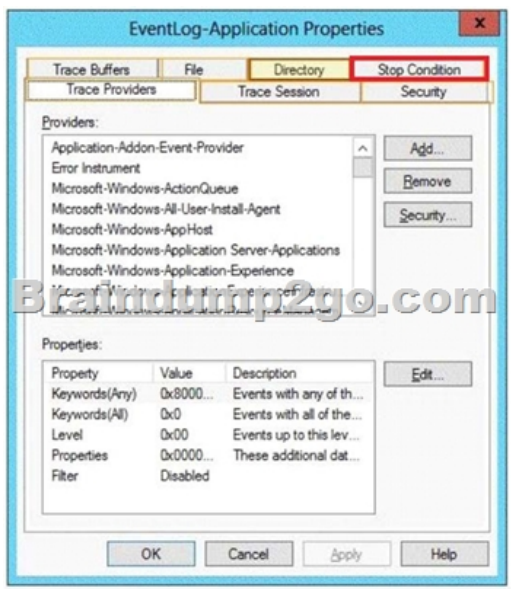 EventLog-Application Properties
x
Trace Buffers File Directory Stop Condition
Trace Providers Trace Session Security
Providers:
Application-Addon-Event-Provider
Error Instrument
Microsoft-Windows-ActionQueue
Microsoft-Windows-All-User-Install-Agent
Microsoft-Windows-AppHost
Microsoft-Windows-Application Server-Applications
Microsoft-Windows-Application-Experience
Add...
Remove
Security...
Braindump2go.com
Properties:
Property Value Description
Keywords(Any) 0x8000... Events with any of th...
Keywords(All) 0x0 Events with all of the...
Level 0x00 Events up to this lev...
Properties 0x0000... These additional dat...
Filter Disabled
Edit...
OK Cancel Apply Help